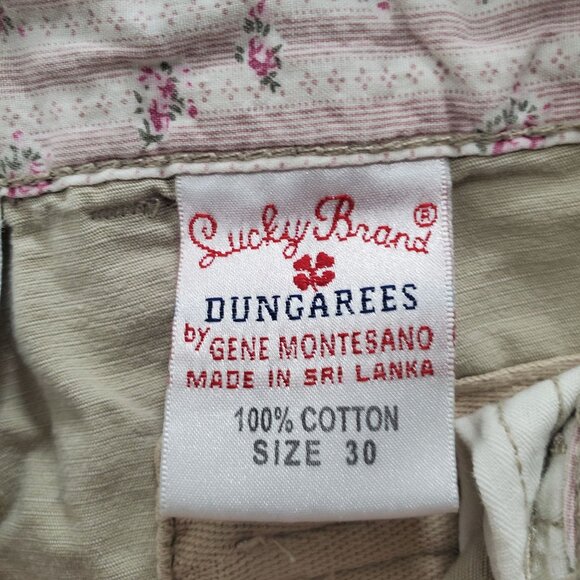 Lucky Brand ®
DUNGAREES
by GENE MONTESANO
MADE IN SRI LANKA
100% COTTON
SIZE 30